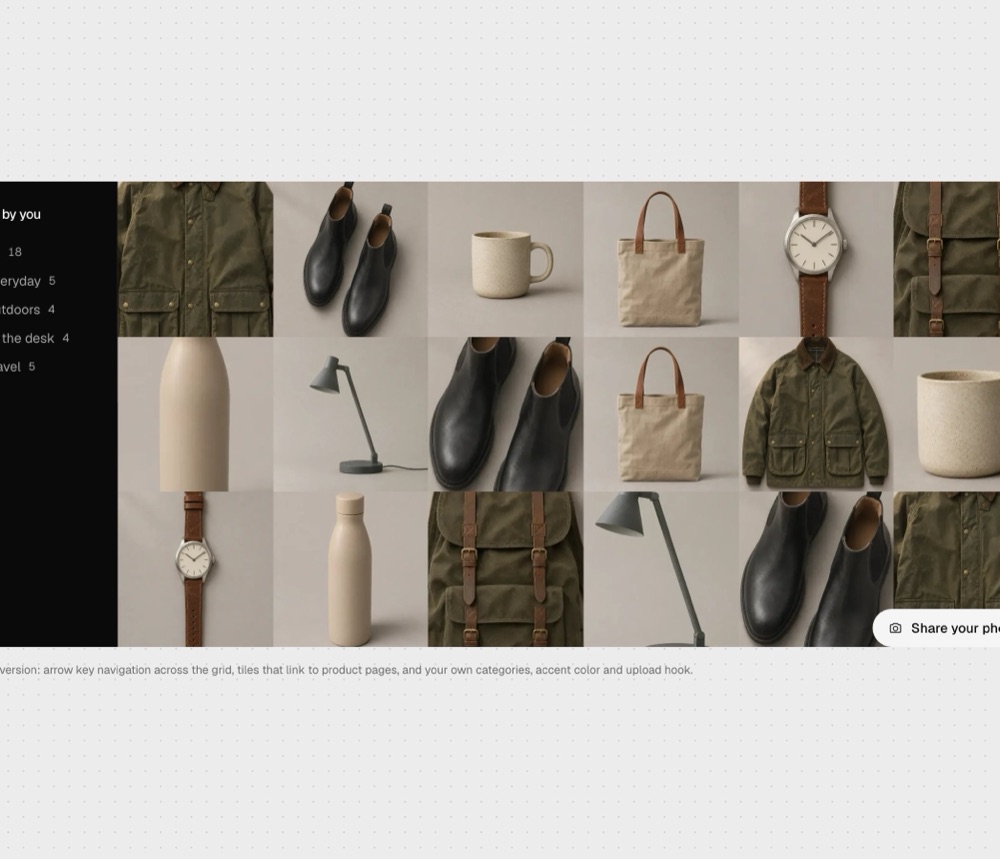 by you
18
eryday 5
tdoors 4
the desk 4
avel 5
Share your pho
version: arrow key navigation across the grid, tiles that link to product pages, and your own categories, accent color and upload hook.